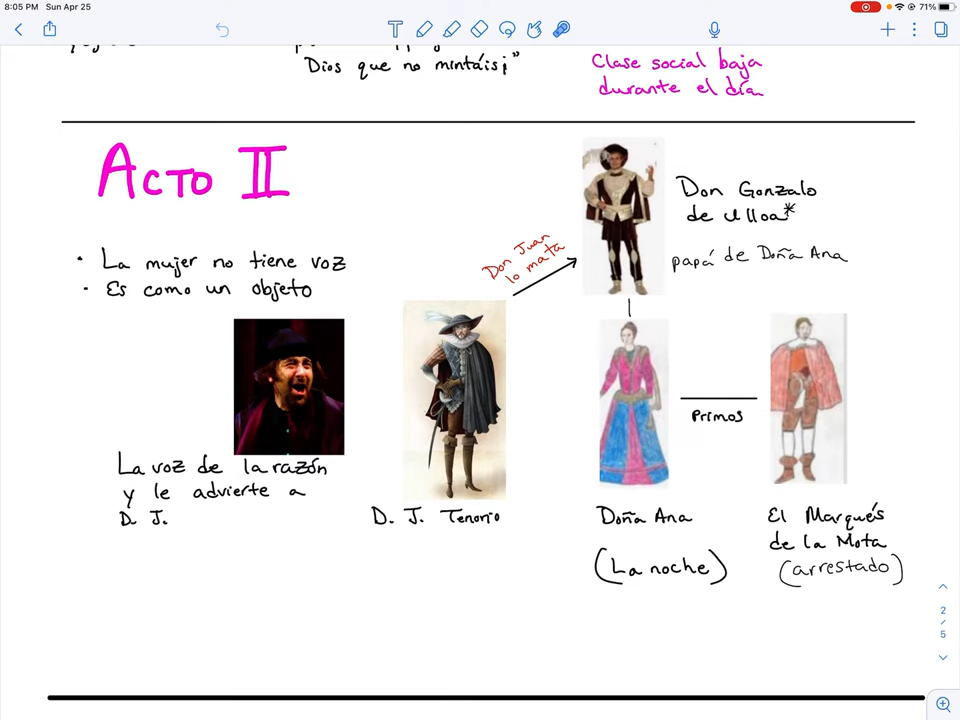 8:05 PM Sun Apr 25
71%
Dios que no mintáis¡"
Clase social baja
durante el día
ACTO II
• La mujer no tiene voz
• Es como un objeto
Don Juan
lo mata
Don Gonzalo
de Ulloa*
papá de Doña Ana
Primos
La voz de la razón
y le advierte a
D. J.
D. J. Tenorio
Doña Ana
(La noche)
El Marqués
de la Mota
(arrestado)
2
/
5